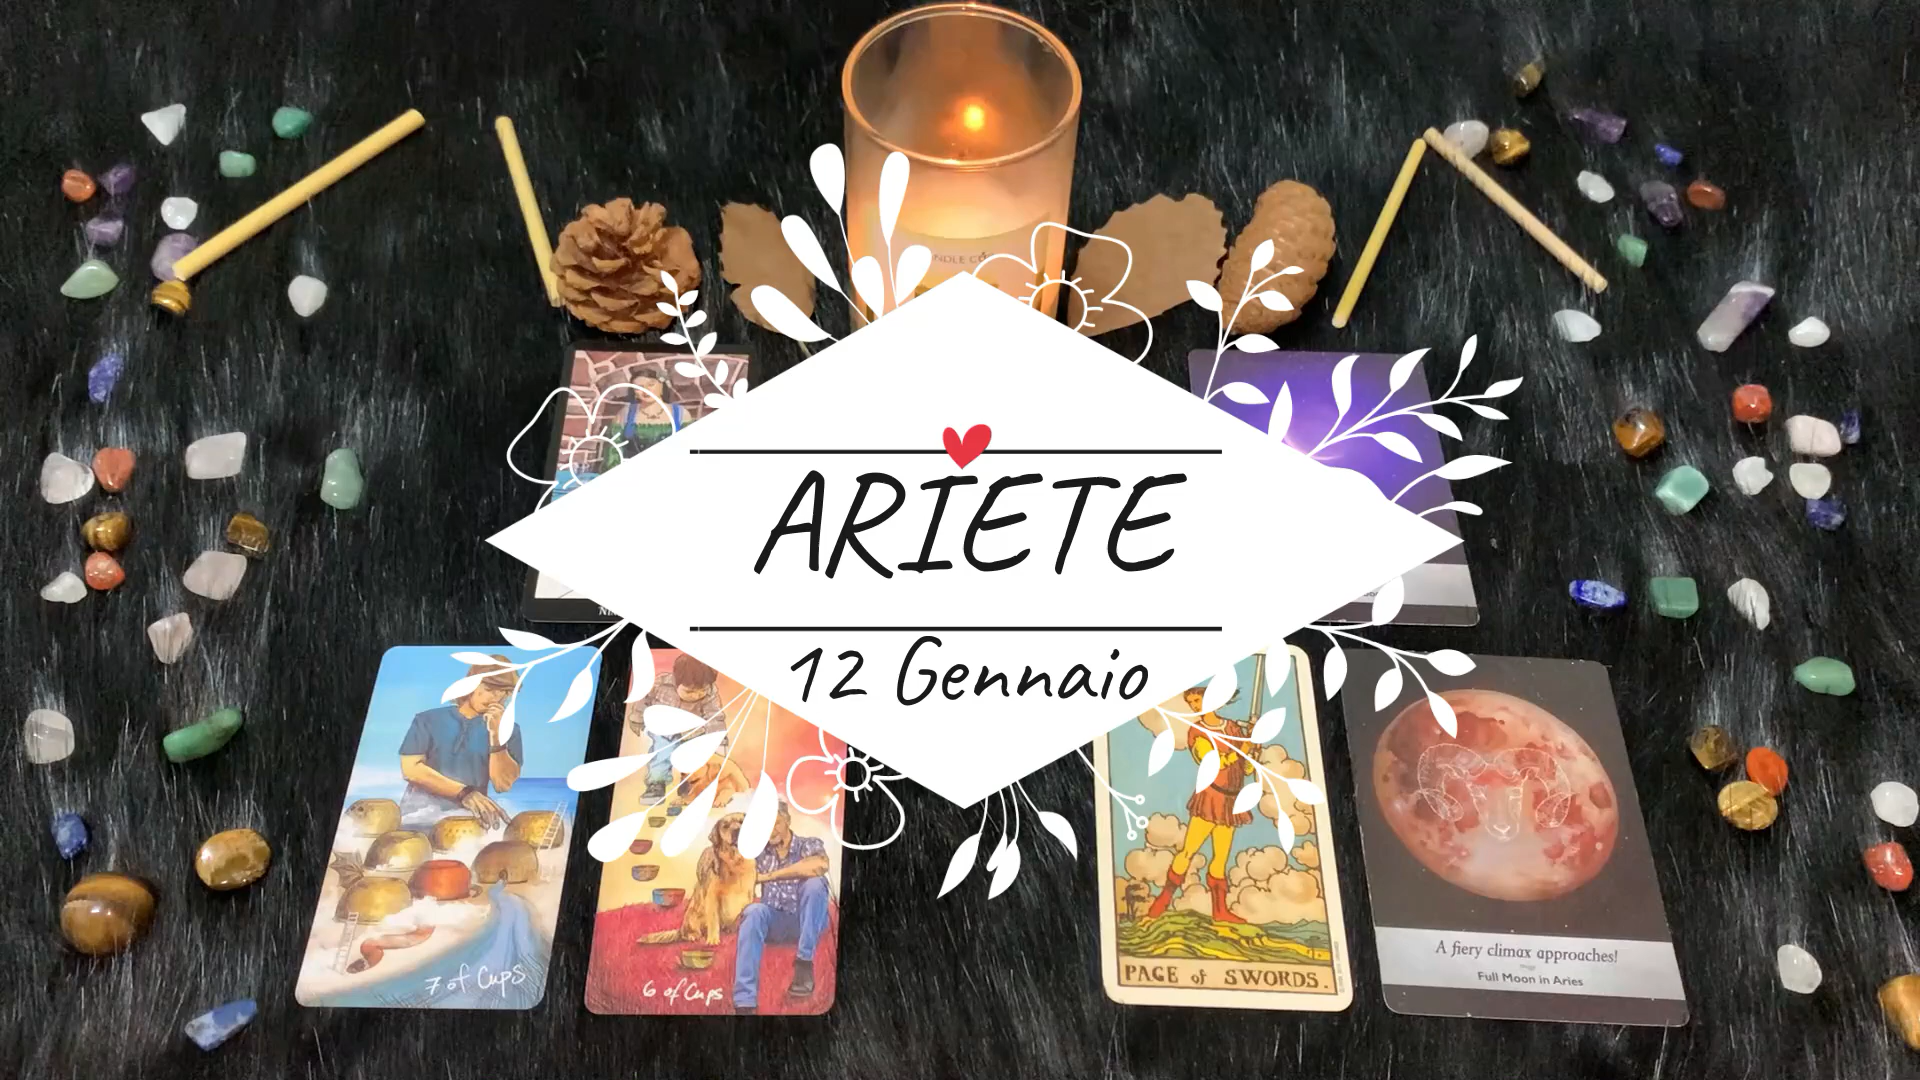 ARIETE
12 Gennaio
7 of Cups
6 of Cups
PAGE of SWORDS.
A fiery climax approaches!
Full Moon in Aries